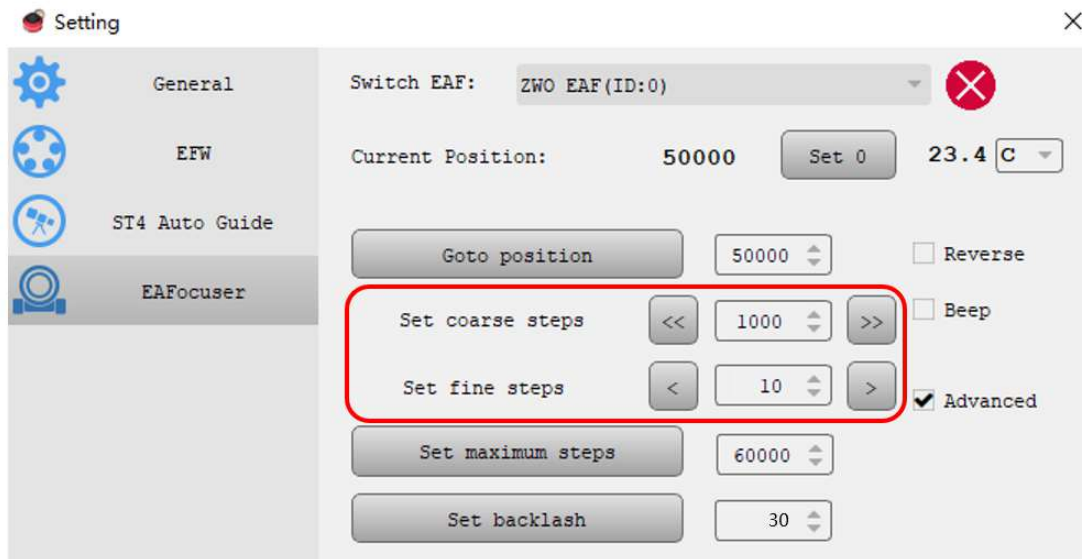 Setting
General
EFW
ST4 Auto Guide
EAFocuser
Switch EAF: ZWO EAF(ID:0)
Current Position: 50000 Set 0 23.4 C
Goto position 50000 Reverse
Set coarse steps << 1000 >> Beep
Set fine steps < 10 > Advanced
Set maximum steps 60000
Set backlash 30